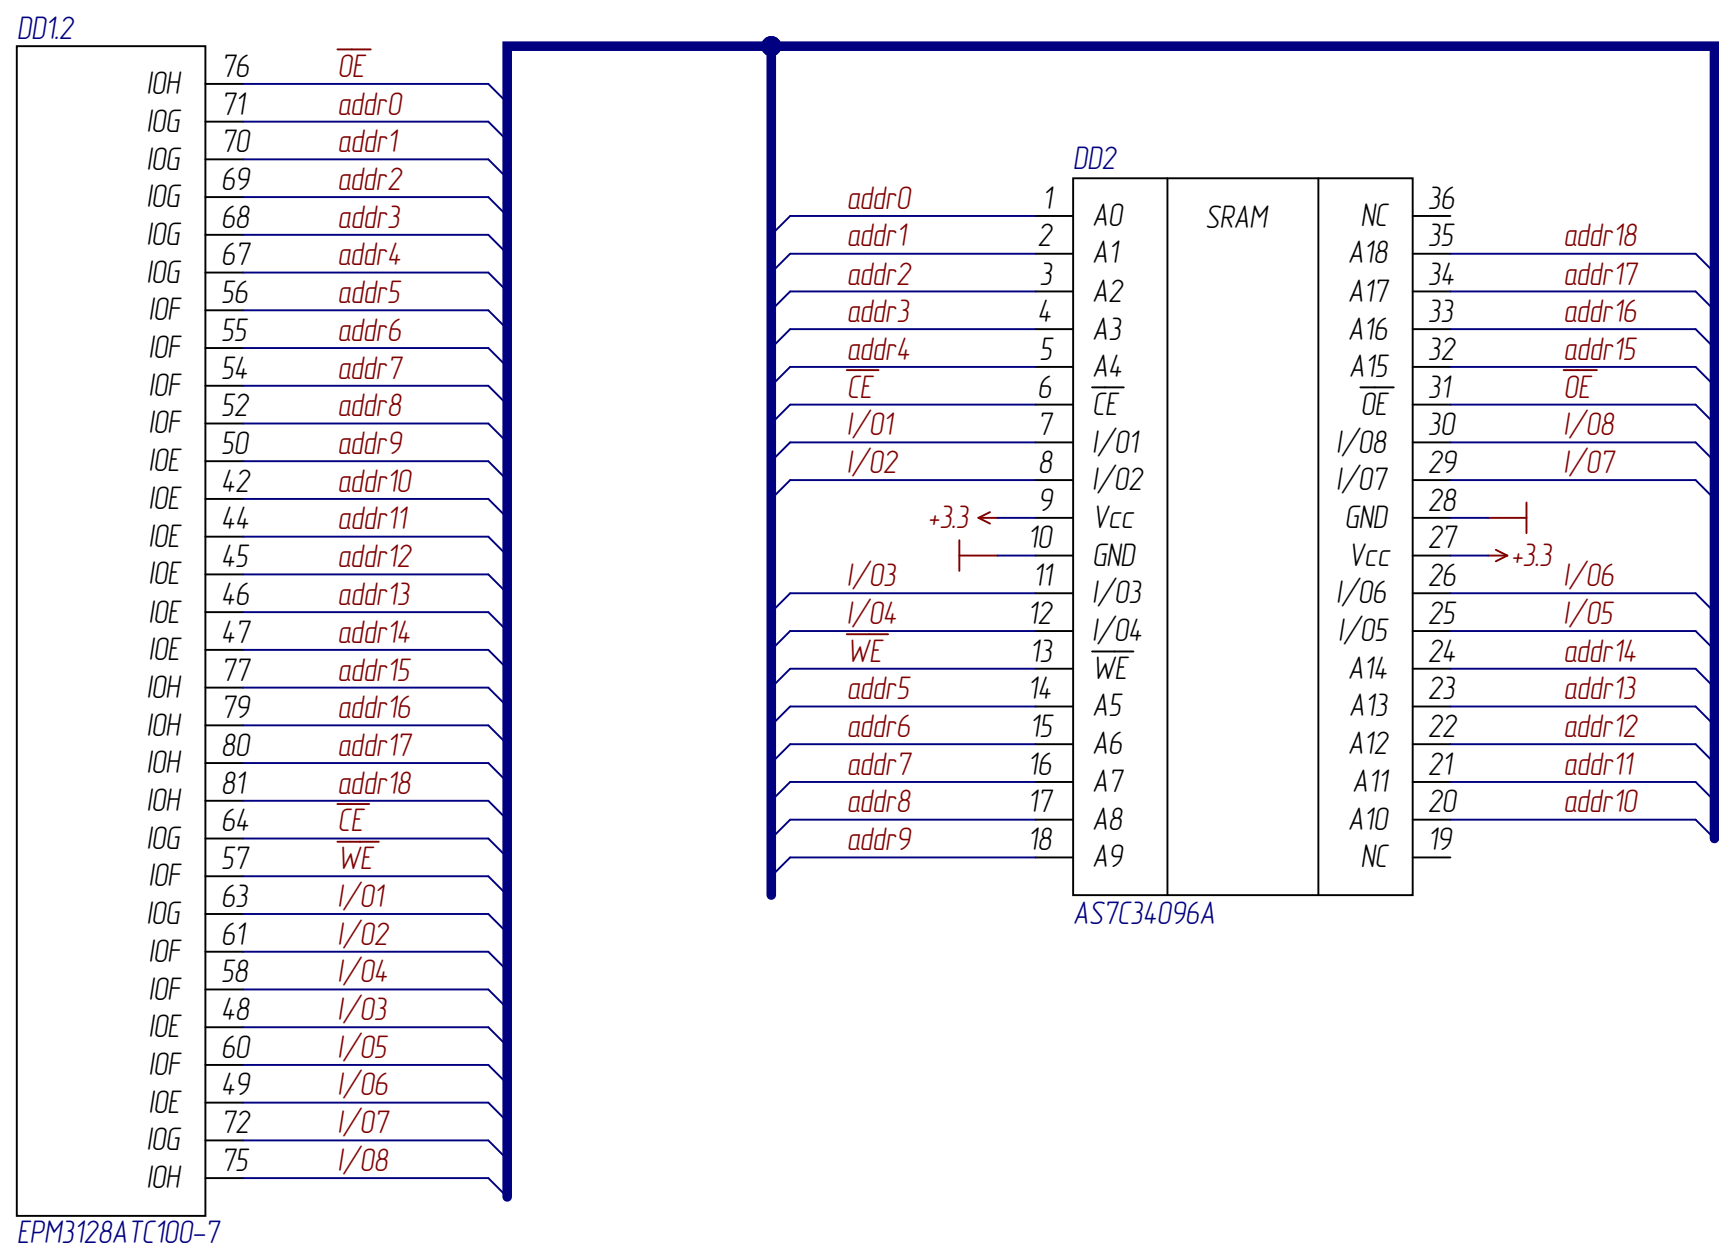 DD1.2
IOH 76 OE
IOG 71 addr0
IOG 70 addr1
IOG 69 addr2
IOG 68 addr3
IOG 67 addr4
IOF 56 addr5
IOF 55 addr6
IOF 54 addr7
IOF 52 addr8
IOE 50 addr9
IOE 42 addr10
IOE 44 addr11
IOE 45 addr12
IOE 46 addr13
IOE 47 addr14
IOH 77 addr15
IOH 79 addr16
IOH 80 addr17
IOH 81 addr18
IOG 64 CE
IOF 57 WE
IOG 63 I/O1
IOF 61 I/O2
IOF 58 I/O4
IOE 48 I/O3
IOF 60 I/O5
IOE 49 I/O6
IOG 72 I/O7
IOH 75 I/O8
EPM3128ATC100-7
DD2
SRAM
addr0 1 A0
addr1 2 A1
addr2 3 A2
addr3 4 A3
addr4 5 A4
CE 6 CE
I/O1 7 I/O1
I/O2 8 I/O2
+3.3 9 Vcc
10 GND
I/O3 11 I/O3
I/O4 12 I/O4
WE 13 WE
addr5 14 A5
addr6 15 A6
addr7 16 A7
addr8 17 A8
addr9 18 A9
NC 36
A18 35 addr18
A17 34 addr17
A16 33 addr16
A15 32 addr15
OE 31 OE
I/O8 30 I/O8
I/O7 29 I/O7
GND 28
Vcc 27 +3.3
I/O6 26 I/O6
I/O5 25 I/O5
A14 24 addr14
A13 23 addr13
A12 22 addr12
A11 21 addr11
A10 20 addr10
NC 19
AS7C34096A